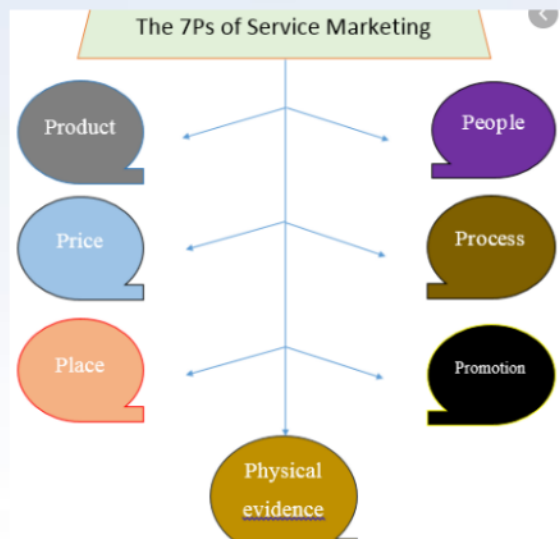 The 7Ps of Service Marketing
Product
People
Price
Process
Place
Promotion
Physical
evidence